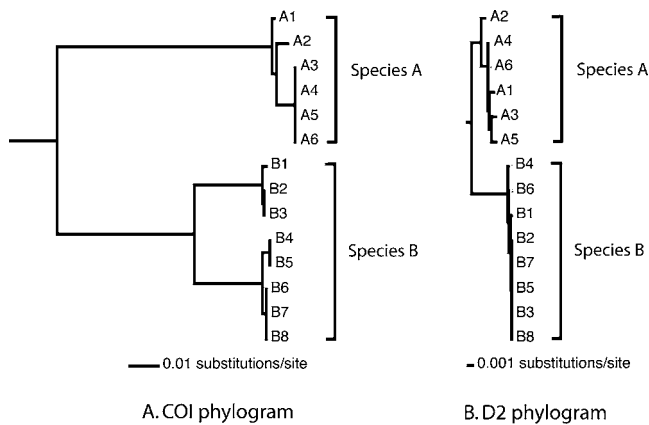 A1
A2
A3
A4
A5
A6
Species A
B1
B2
B3
B4
B5
B6
B7
B8
Species B
0.01 substitutions/site
A. COI phylogram
A2
A4
A6
A1
A3
A5
Species A
B4
B6
B1
B2
B7
B5
B3
B8
Species B
0.001 substitutions/site
B. D2 phylogram